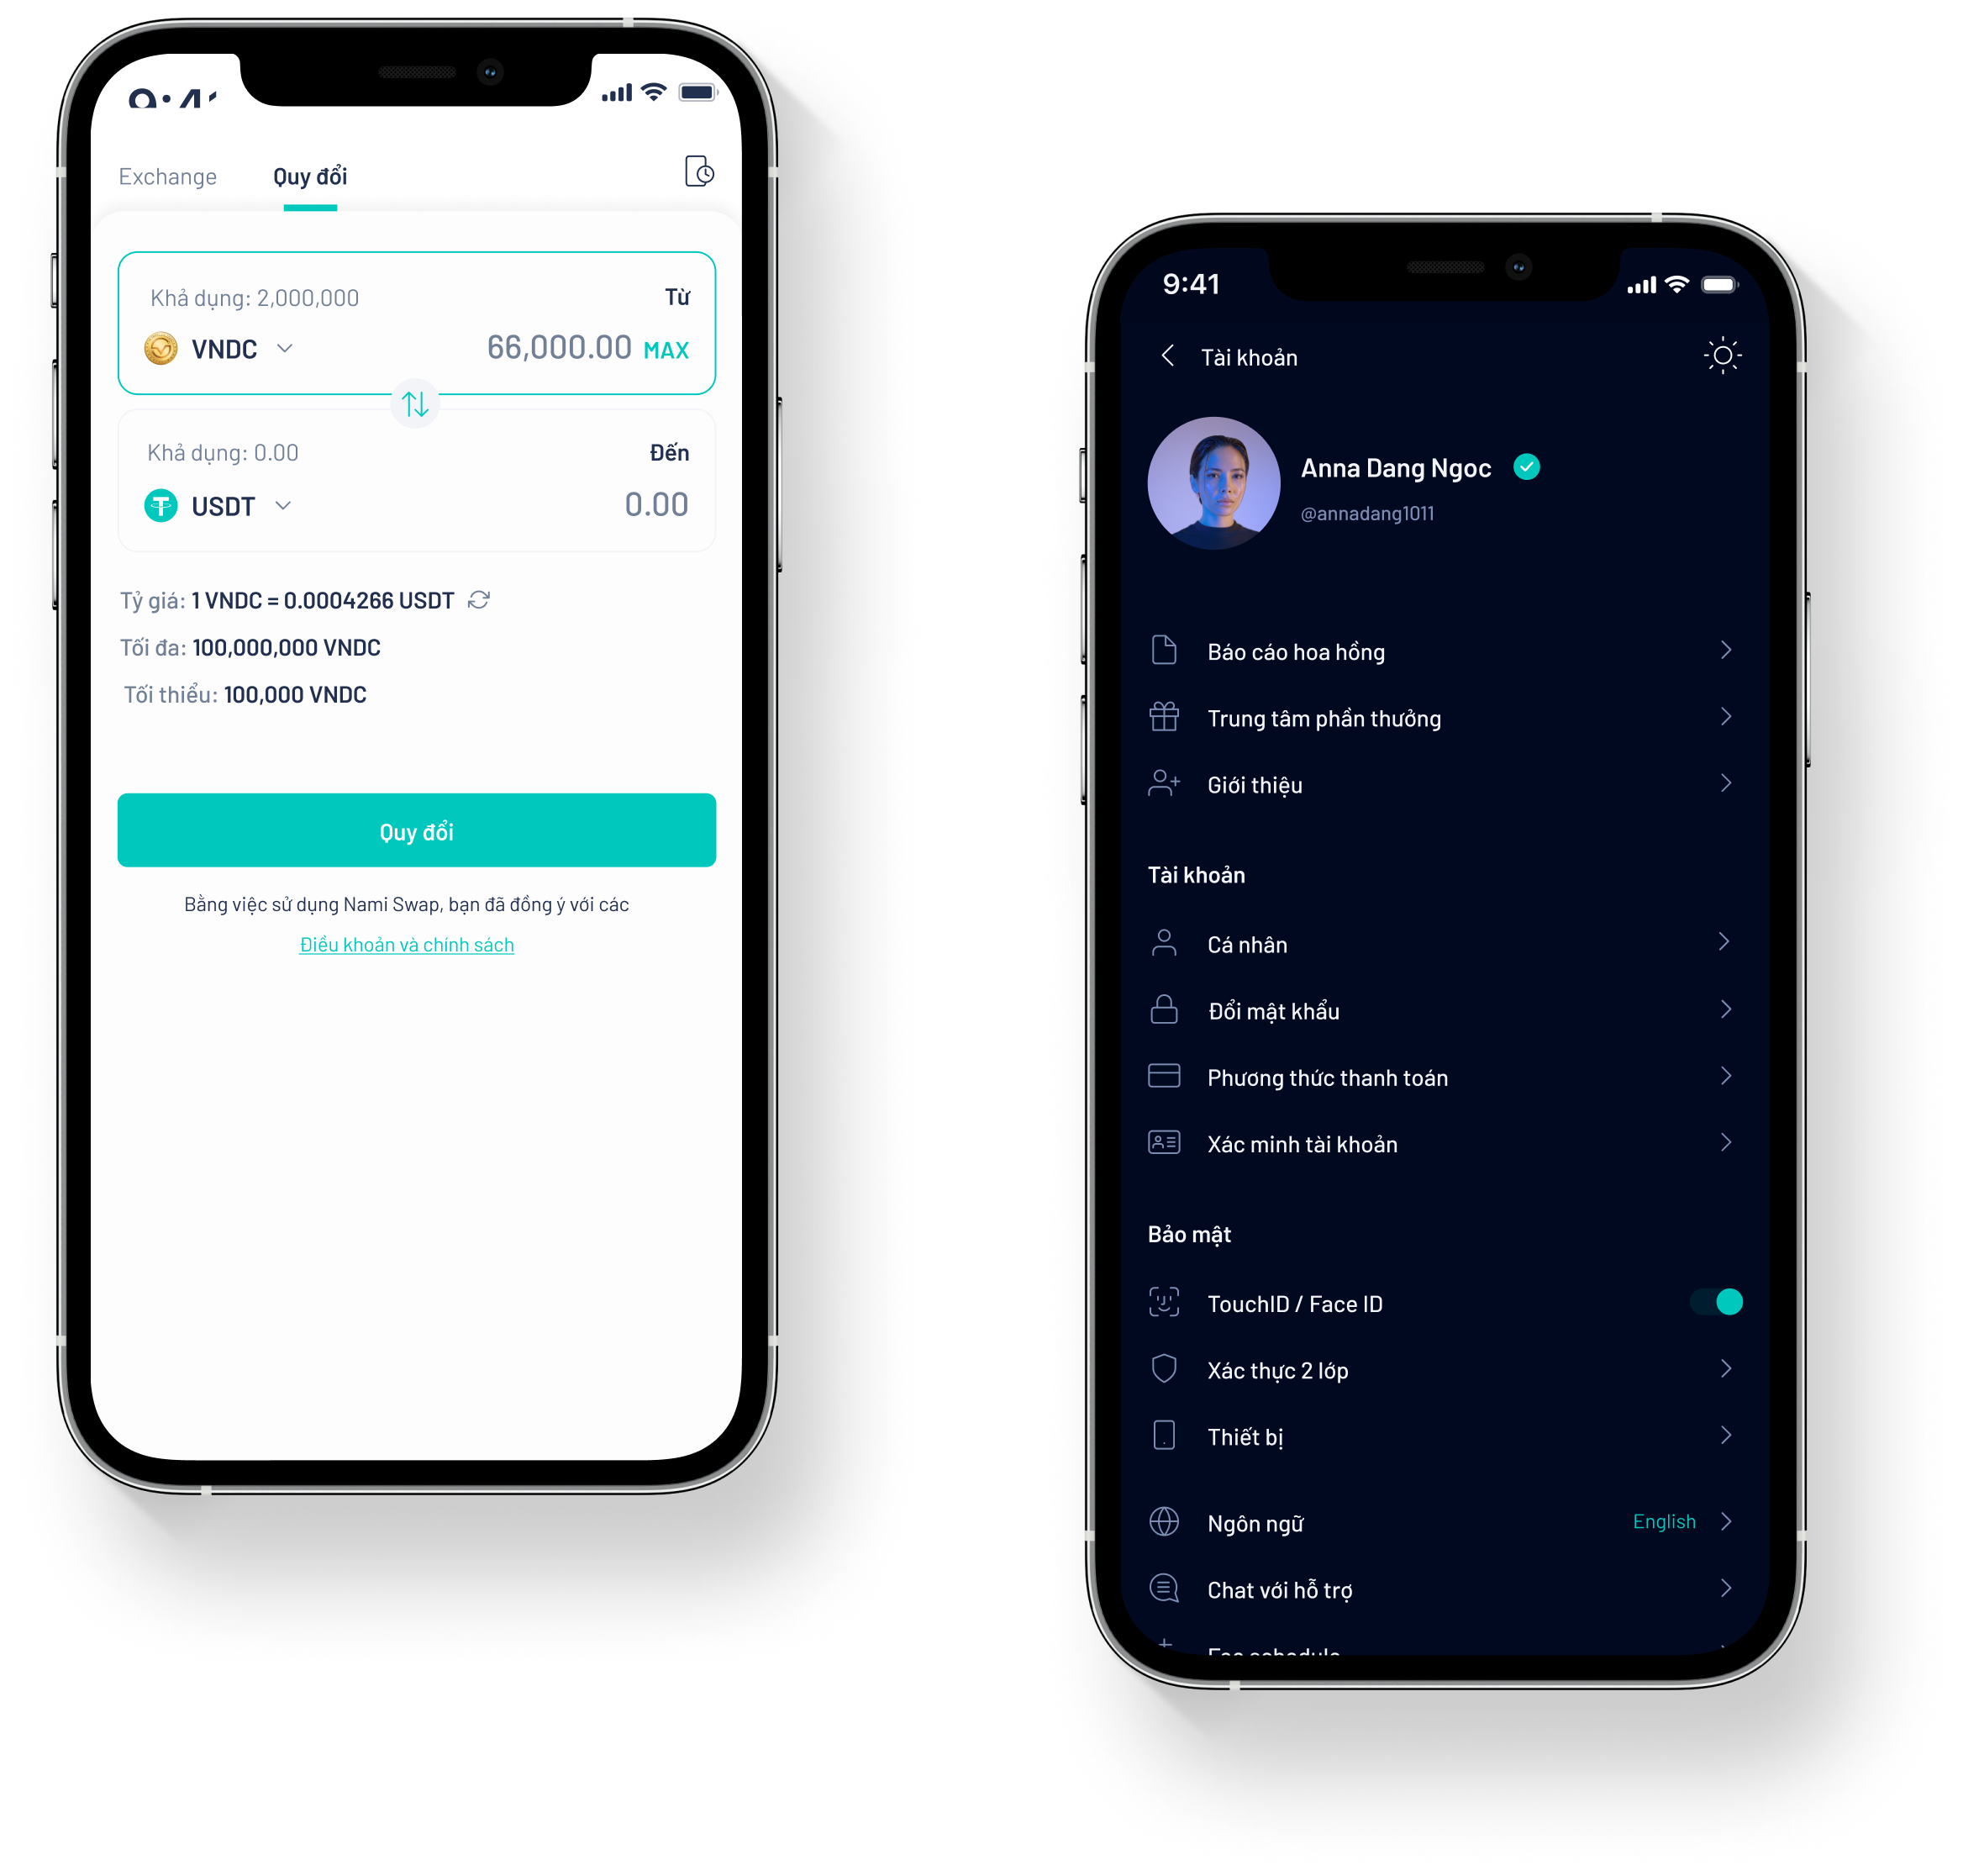 Exchange Quy đổi
Khả dụng: 2,000,000 Từ
VNDC 66,000.00 MAX
Khả dụng: 0.00 Đến
USDT 0.00
Tỷ giá: 1 VNDC = 0.0004266 USDT
Tối đa: 100,000,000 VNDC
Tối thiểu: 100,000 VNDC
Quy đổi
Bằng việc sử dụng Nami Swap, bạn đã đồng ý với các
Điều khoản và chính sách
9:41
Tài khoản
Anna Dang Ngoc
@annadang1011
Báo cáo hoa hồng
Trung tâm phần thưởng
Giới thiệu
Tài khoản
Cá nhân
Đổi mật khẩu
Phương thức thanh toán
Xác minh tài khoản
Bảo mật
TouchID / Face ID
Xác thực 2 lớp
Thiết bị
Ngôn ngữ English
Chat với hỗ trợ
Fee schedule